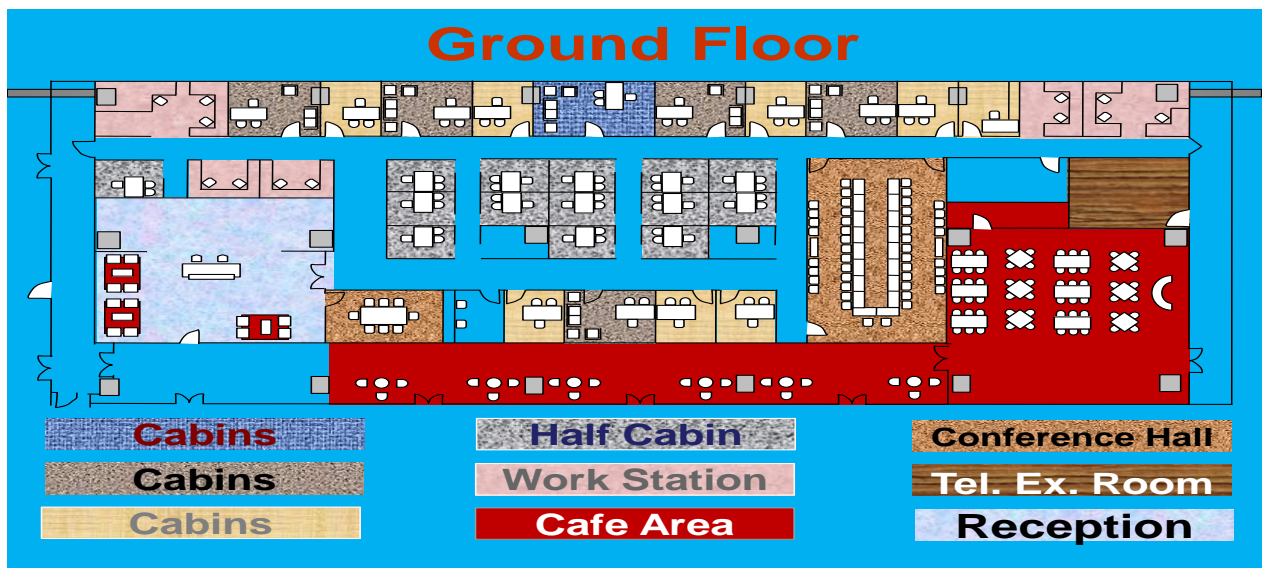 Ground Floor
Cabins
Half Cabin
Conference Hall
Cabins
Work Station
Tel. Ex. Room
Cabins
Cafe Area
Reception